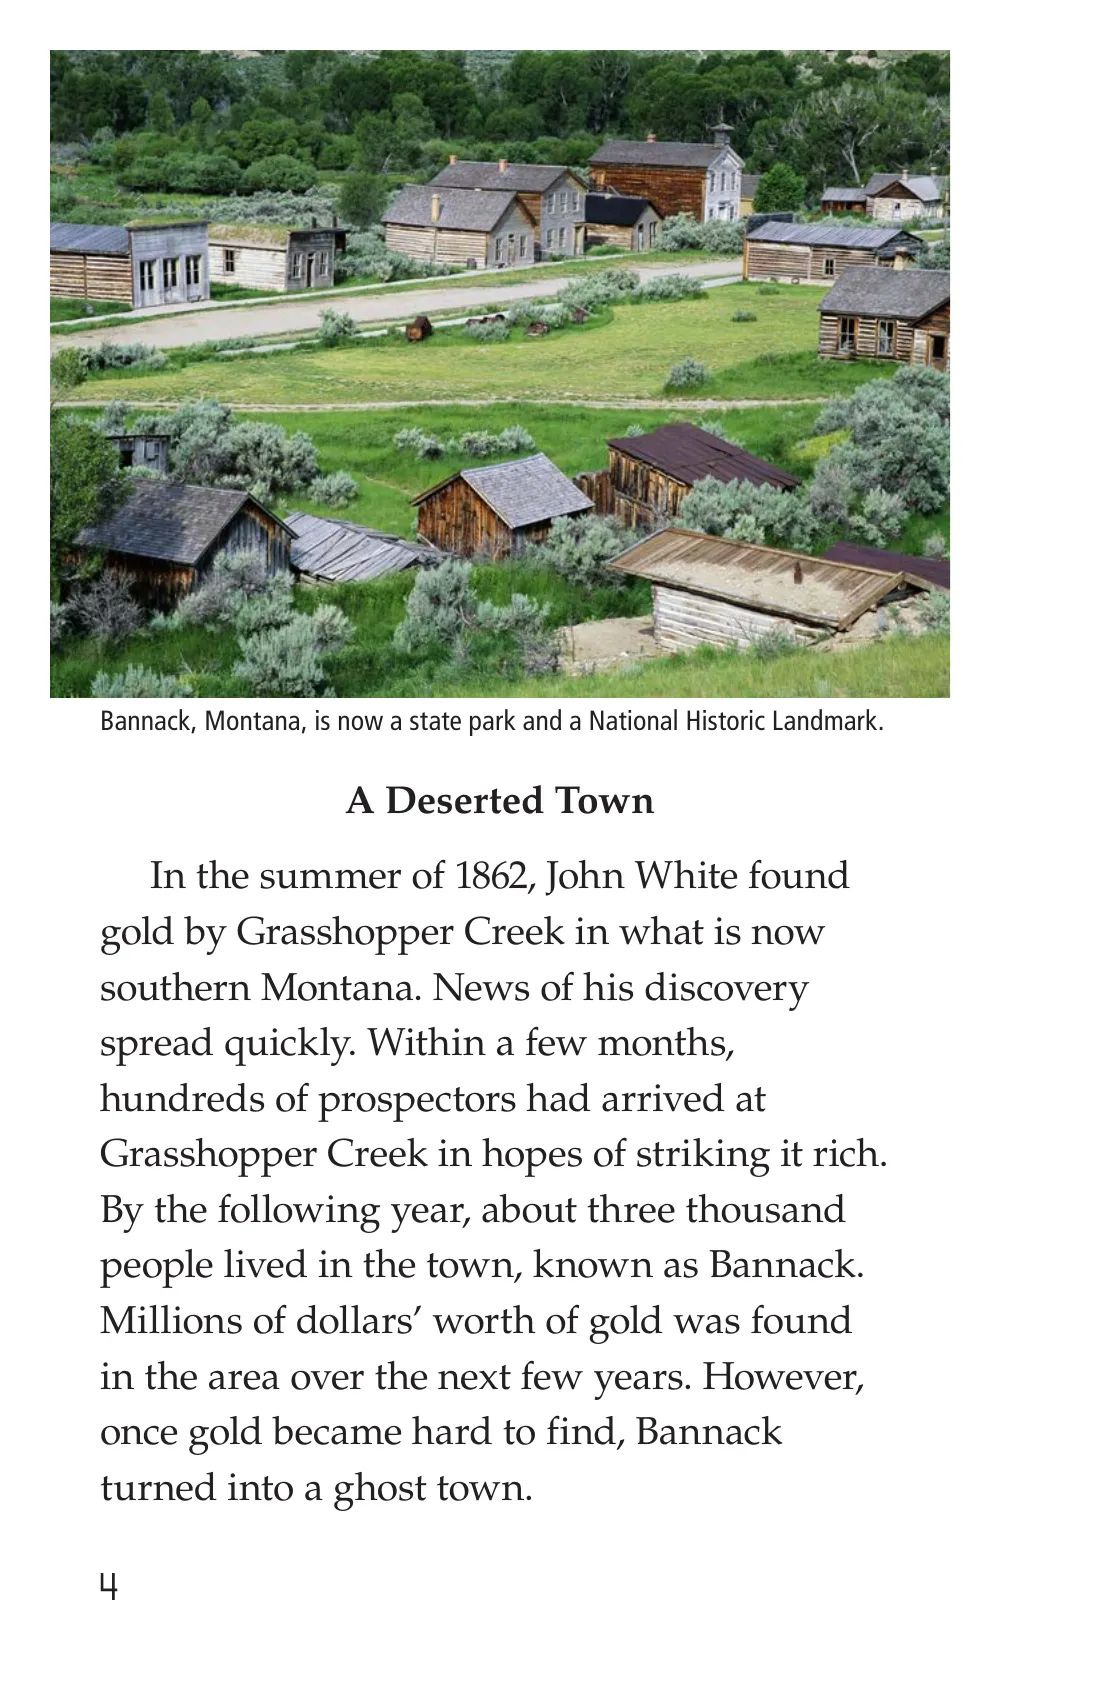 Bannack, Montana, is now a state park and a National Historic Landmark.
A Deserted Town
In the summer of 1862, John White found
gold by Grasshopper Creek in what is now
southern Montana. News of his discovery
spread quickly. Within a few months,
hundreds of prospectors had arrived at
Grasshopper Creek in hopes of striking it rich.
By the following year, about three thousand
people lived in the town, known as Bannack.
Millions of dollars’ worth of gold was found
in the area over the next few years. However,
once gold became hard to find, Bannack
turned into a ghost town.
4